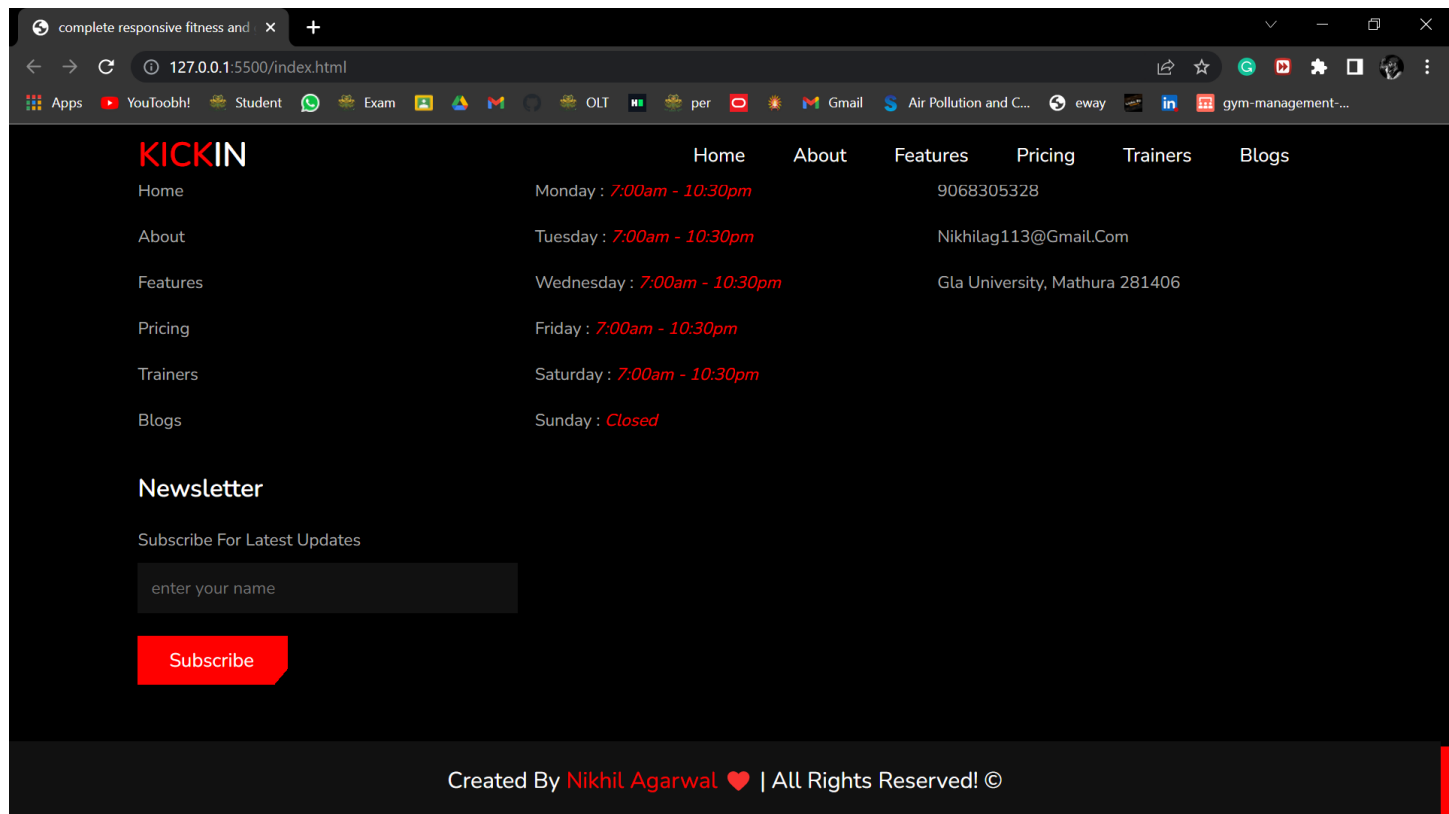 complete responsive fitness and
127.0.0.1:5500/index.html
Apps YouToobh! Student Exam OLT per Gmail Air Pollution and C... eway gym-management-...
KICKIN Home About Features Pricing Trainers Blogs
Home Monday : 7:00am - 10:30pm 9068305328
About Tuesday : 7:00am - 10:30pm Nikhilag113@Gmail.Com
Features Wednesday : 7:00am - 10:30pm Gla University, Mathura 281406
Pricing Friday : 7:00am - 10:30pm
Trainers Saturday : 7:00am - 10:30pm
Blogs Sunday : Closed
Newsletter
Subscribe For Latest Updates
enter your name
Subscribe
Created By Nikhil Agarwal ❤ | All Rights Reserved! ©